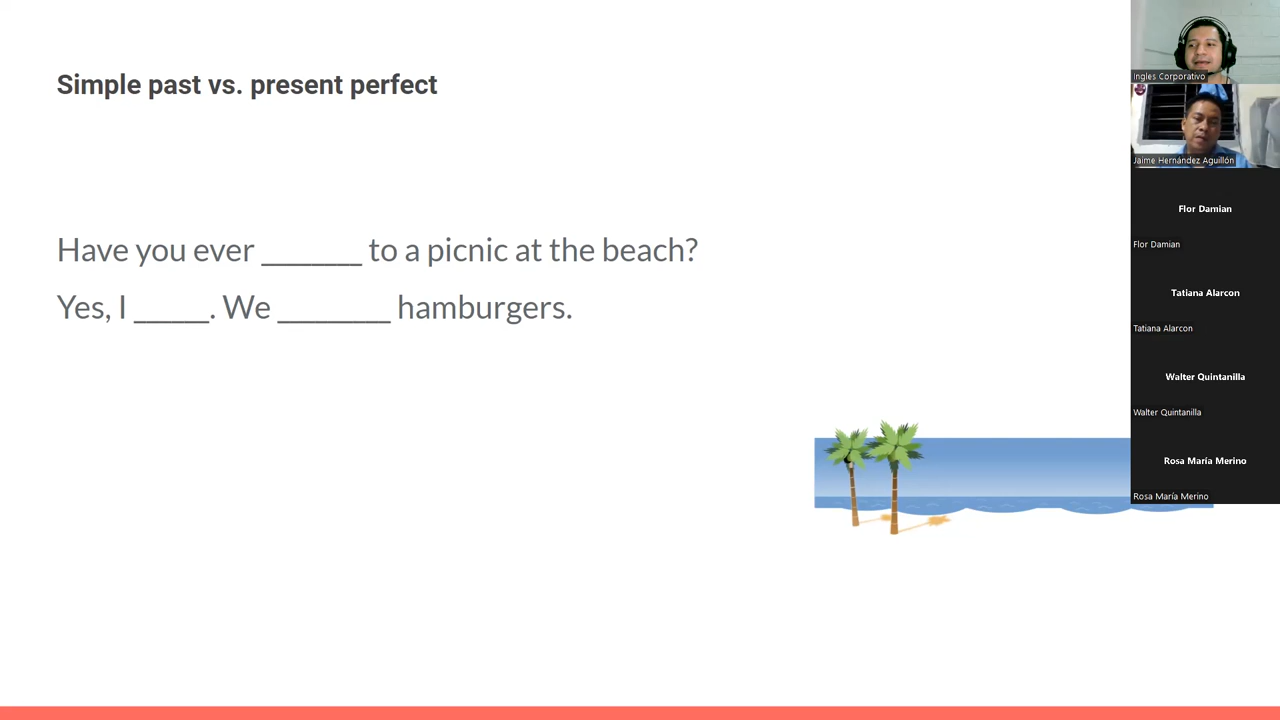 Simple past vs. present perfect
Have you ever ________ to a picnic at the beach?
Yes, I ______. We _________ hamburgers.
Ingles Corporativo
Jaime Hernández Aguillón
Flor Damian
Flor Damian
Tatiana Alarcon
Tatiana Alarcon
Walter Quintanilla
Walter Quintanilla
Rosa María Merino
Rosa María Merino